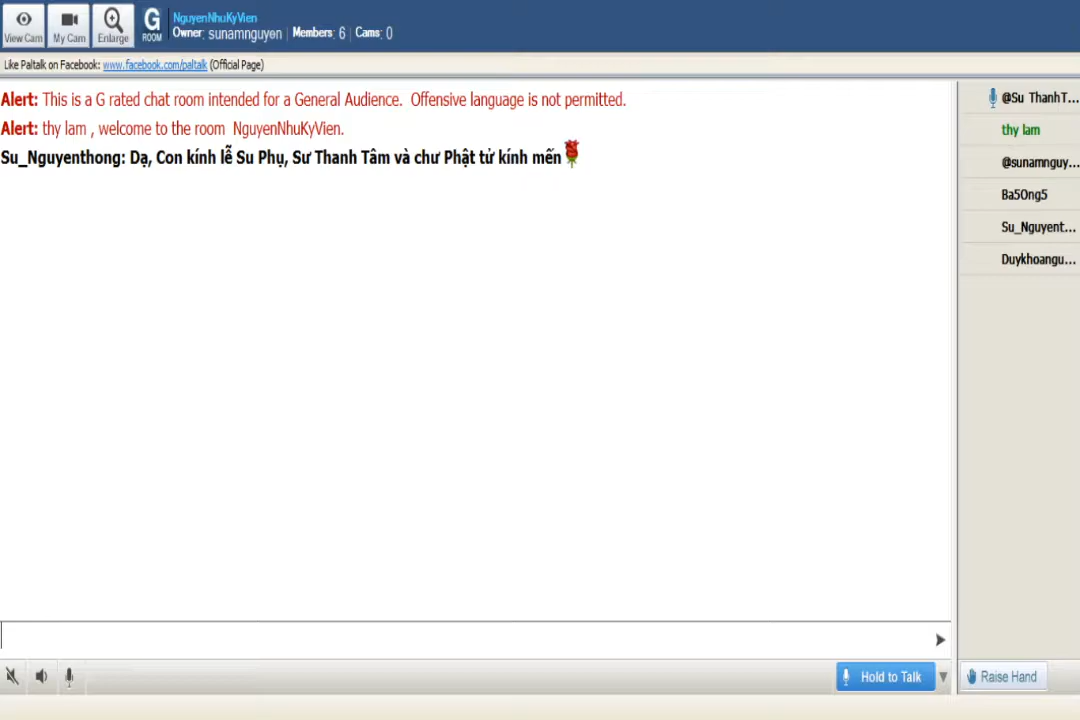 View Cam
My Cam
Enlarge
G
ROOM
NguyenNhuKyVien
Owner: sunamnguyen | Members: 6 | Cams: 0
Like Paltalk on Facebook: www.facebook.com/paltalk (Official Page)
Alert: This is a G rated chat room intended for a General Audience. Offensive language is not permitted.
Alert: thy lam , welcome to the room NguyenNhuKyVien.
Su_Nguyenthong: Dạ, Con kính lễ Su Phụ, Sư Thanh Tâm và chư Phật tử kính mến
@Su ThanhT...
thy lam
@sunamnguy...
Ba5Ong5
Su_Nguyent...
Duykhoangu...
Hold to Talk
Raise Hand